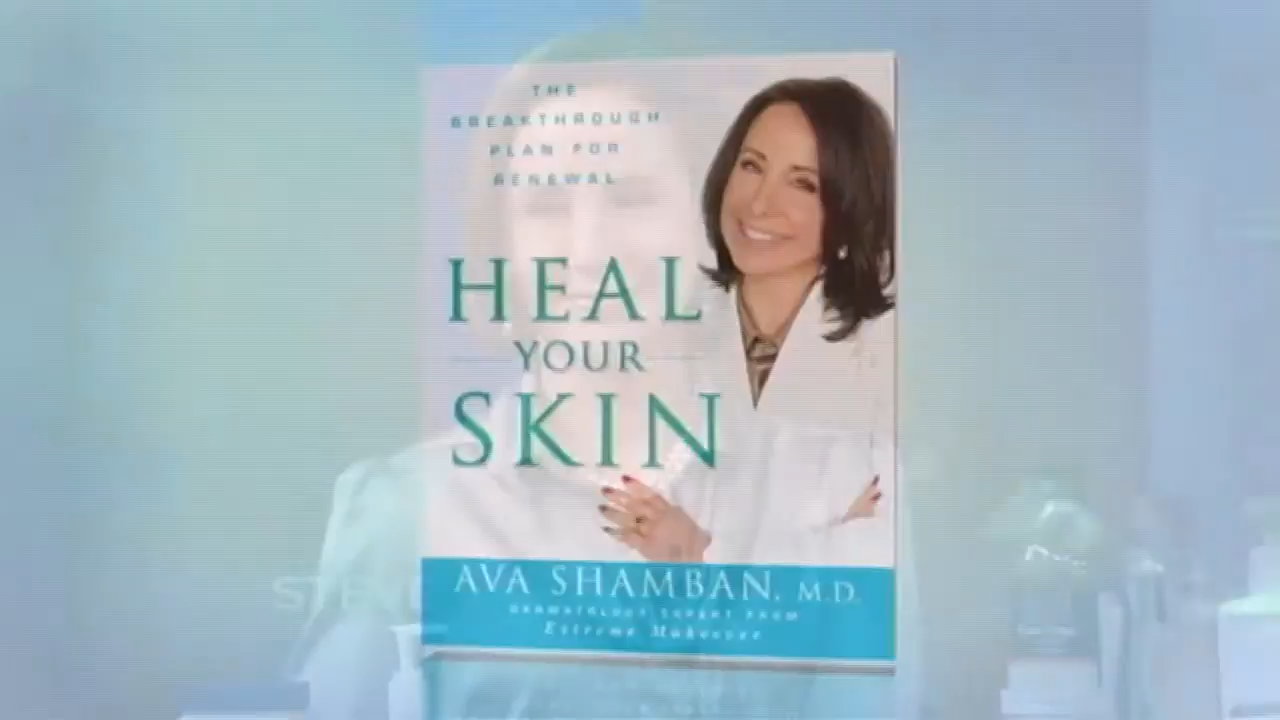 THE
BREAKTHROUGH
PLAN FOR
RENEWAL
HEAL
YOUR
SKIN
AVA SHAMBAN, M.D.
DERMATOLOGY EXPERT FROM
Extreme Makeover